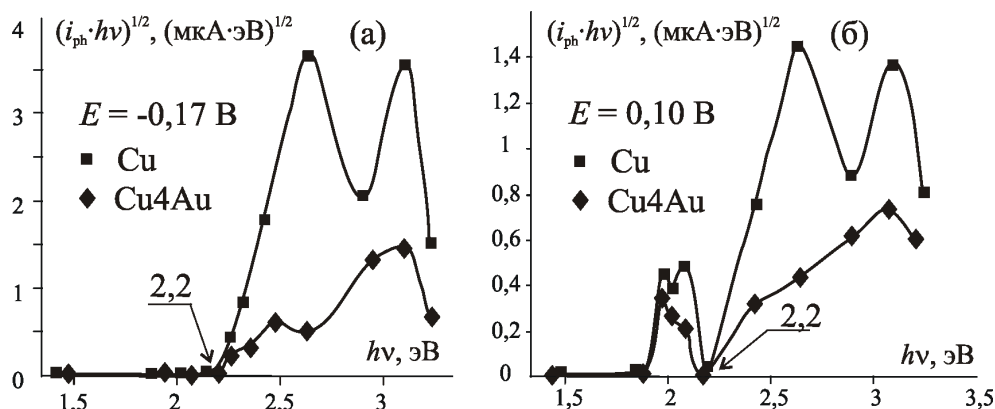 (i_ph·hν)^1/2, (мкА·эВ)^1/2 (а)
E = -0,17 В
Cu
Cu4Au
2,2
hν, эВ
4
3
2
1
0
1,5 2 2,5 3
(i_ph·hν)^1/2, (мкА·эВ)^1/2 (б)
E = 0,10 В
Cu
Cu4Au
2,2
hν, эВ
1,4
1,2
1
0,8
0,6
0,4
0,2
0
1,5 2 2,5 3 3,5